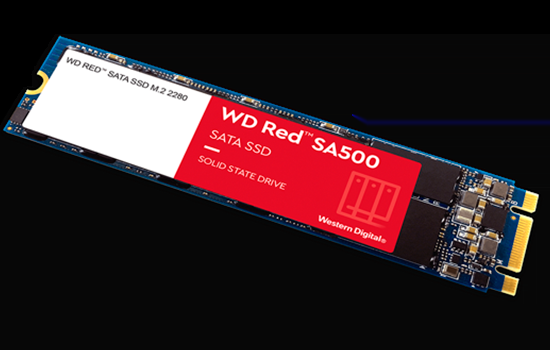 WD RED™ SATA SSD M.2 2280
WD Red™ SA500
SATA SSD
SOLID STATE DRIVE
Western Digital®